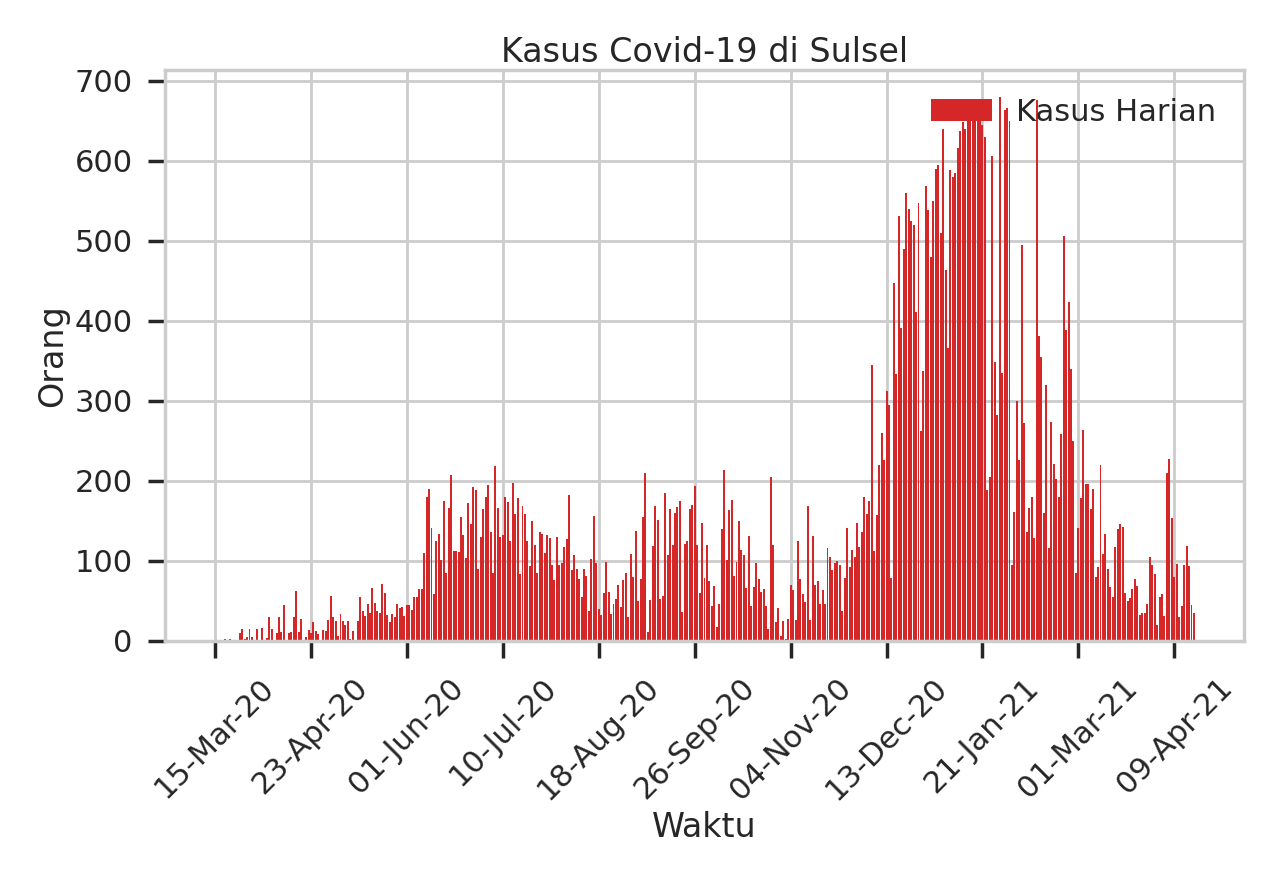 Kasus Covid-19 di Sulsel
700
600
500
400
300
200
100
0
Orang
Kasus Harian
15-Mar-20
23-Apr-20
01-Jun-20
10-Jul-20
18-Aug-20
26-Sep-20
04-Nov-20
13-Dec-20
21-Jan-21
01-Mar-21
09-Apr-21
Waktu